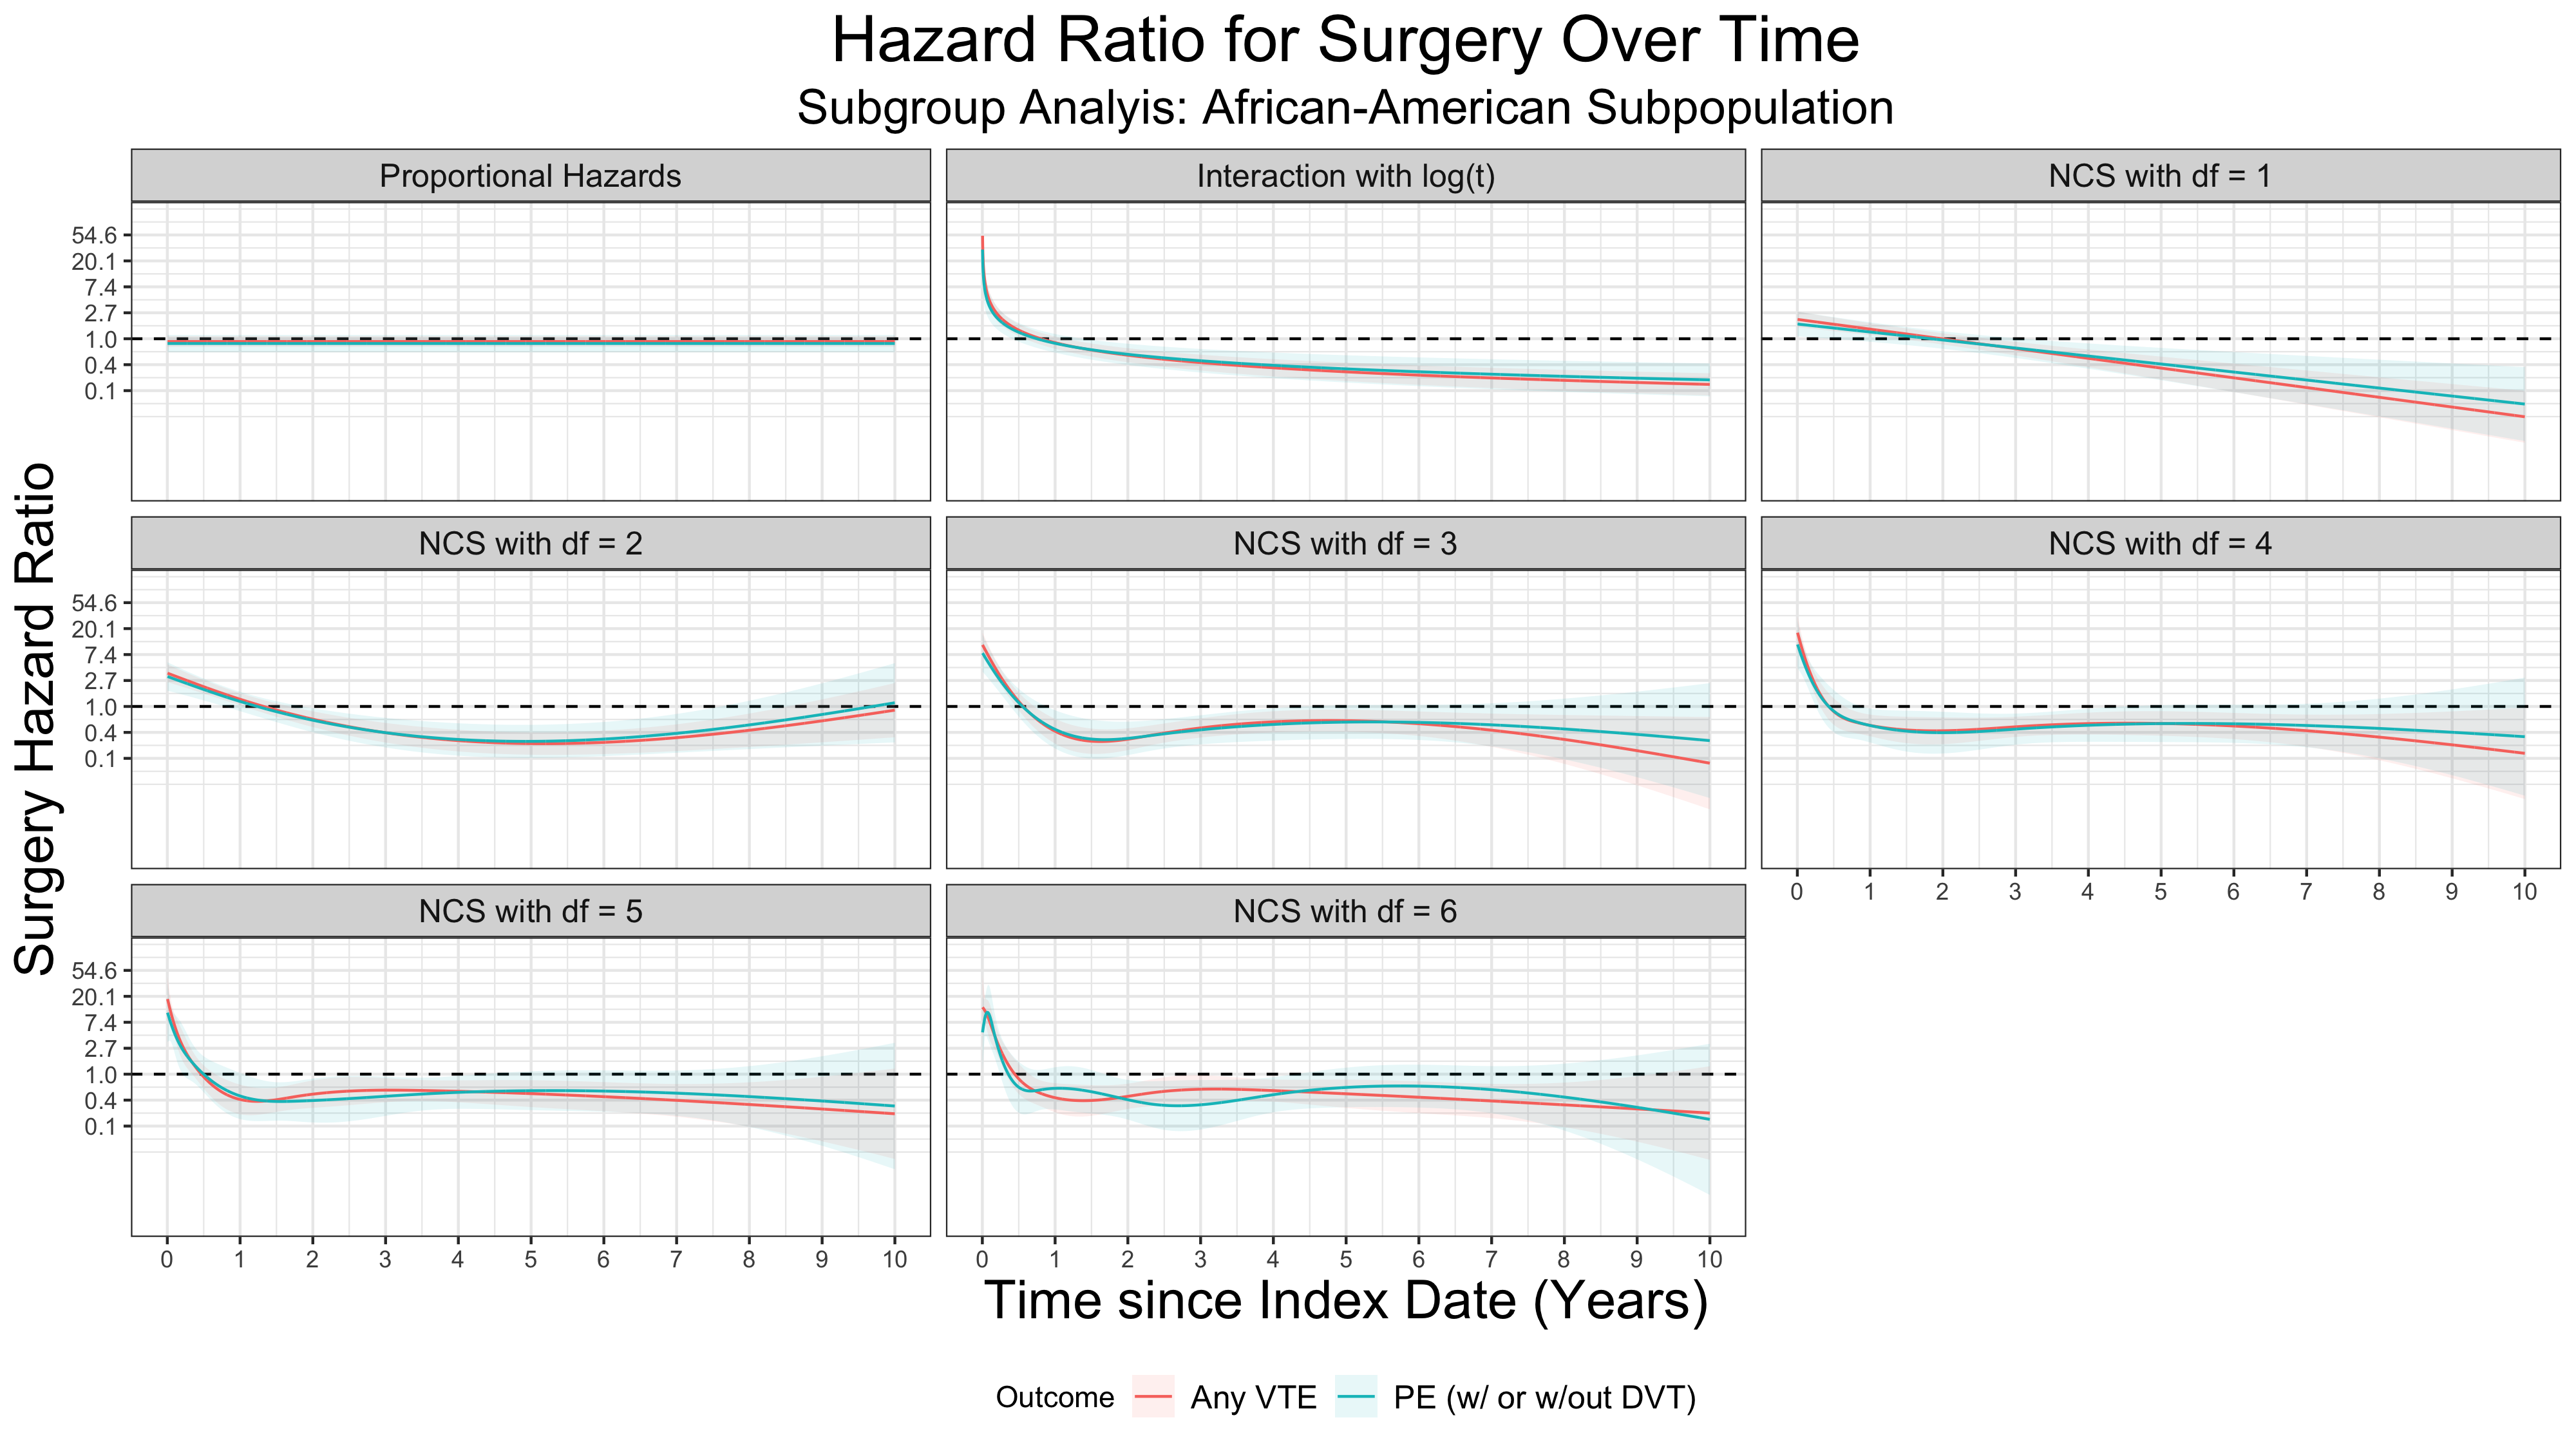 Hazard Ratio for Surgery Over Time
Subgroup Analyis: African-American Subpopulation
Proportional Hazards
Interaction with log(t)
NCS with df = 1
54.6
20.1
7.4
2.7
1.0
0.4
0.1
NCS with df = 2
NCS with df = 3
NCS with df = 4
54.6
20.1
7.4
2.7
1.0
0.4
0.1
0 1 2 3 4 5 6 7 8 9 10
Surgery Hazard Ratio
NCS with df = 5
NCS with df = 6
54.6
20.1
7.4
2.7
1.0
0.4
0.1
0 1 2 3 4 5 6 7 8 9 10
0 1 2 3 4 5 6 7 8 9 10
Time since Index Date (Years)
Outcome Any VTE PE (w/ or w/out DVT)